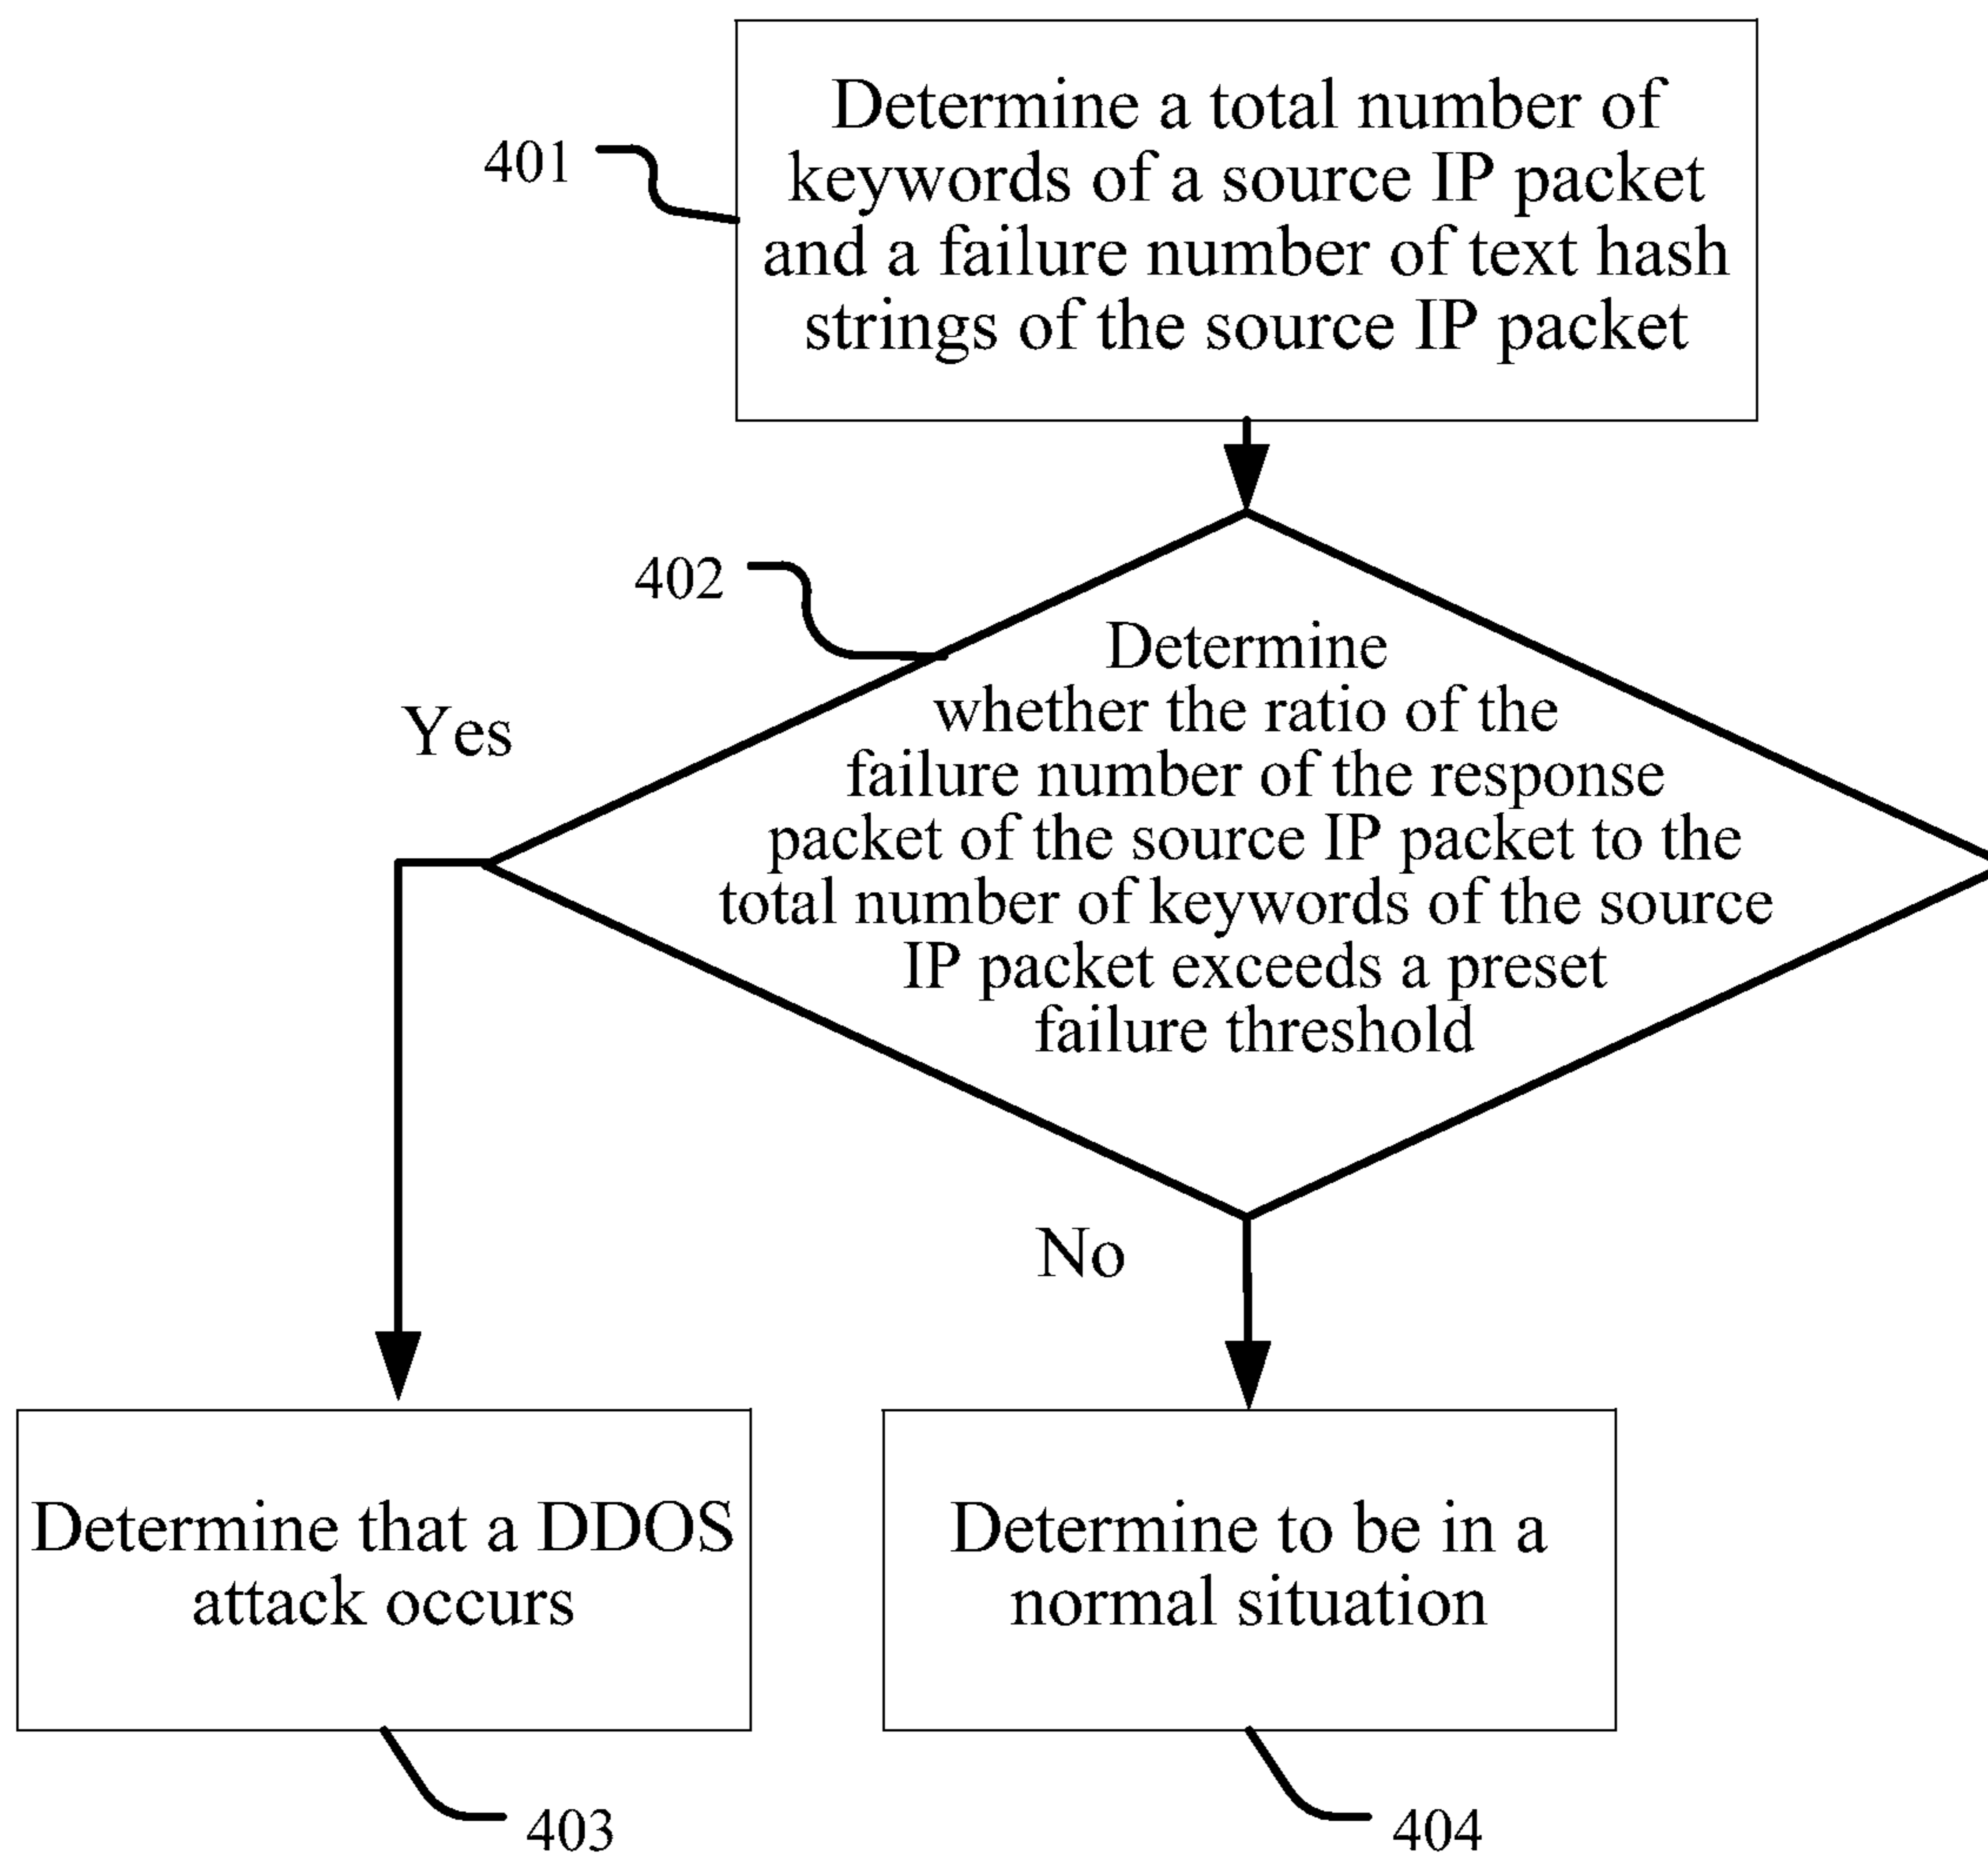 Determine a total number of
keywords of a source IP packet
and a failure number of text hash
strings of the source IP packet
401
402
Determine
whether the ratio of the
failure number of the response
packet of the source IP packet to the
total number of keywords of the source
IP packet exceeds a preset
failure threshold
Yes
No
Determine that a DDOS
attack occurs
Determine to be in a
normal situation
403
404